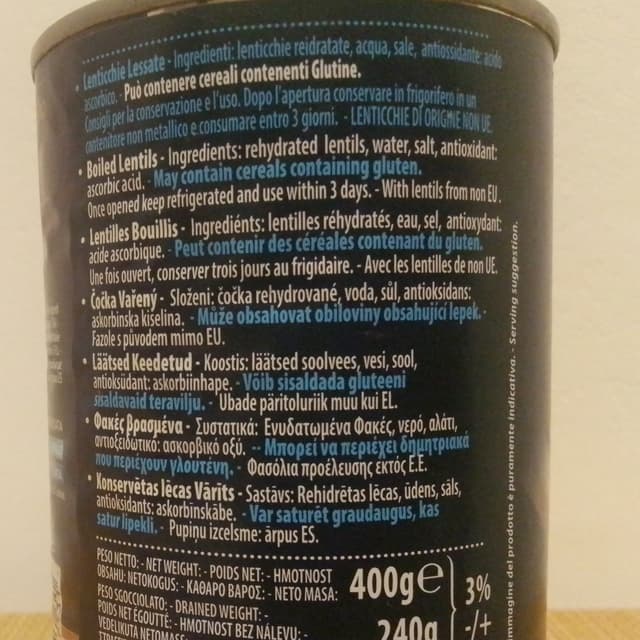 • Lenticchie Lessate - Ingredienti: lenticchie reidratate, acqua, sale, antiossidante: acido
ascorbico. - Può contenere cereali contenenti Glutine.
Consigli per la conservazione e l'uso. Dopo l'apertura conservare in frigorifero in un
contenitore non metallico e consumare entro 3 giorni. - LENTICCHIE DI ORIGINE NON UE.
• Boiled Lentils - Ingredients: rehydrated lentils, water, salt, antioxidant:
ascorbic acid. - May contain cereals containing gluten.
Once opened keep refrigerated and use within 3 days. - With lentils from non EU.
• Lentilles Bouillis - Ingrediénts: lentilles réhydratés, eau, sel, antioxydant:
acide ascorbique. - Peut contenir des céréales contenant du gluten.
Une fois ouvert, conserver trois jours au frigidaire. - Avec les lentilles de non UE.
• Čočka Vařený - Složeni: čočka rehydrované, voda, sůl, antioksidans:
askorbinska kiselina. - Může obsahovat obiloviny obsahující lepek. -
Fazole s původem mimo EU.
• Läätsed Keedetud - Koostis: läätsed soolvees, vesi, sool,
antioksüdant: askorbiinhape. - Võib sisaldada gluteeni
sisaldavaid teravilju. - Ubade päritoluriik muu kui EL.
• Φακές βρασμένα - Συστατικά: Ενυδατωμένα Φακές, νερό, αλάτι,
αντιοξειδωτικό: ασκορβικό οξύ. -- Μπορεί να περιέχει δημητριακά
που περιέχουν γλουτένη. - Φασόλια προέλευσης εκτός Ε.Ε.
• Konservētas lēcas Vārīts - Sastāvs: Rehidrētas lēcas, ūdens, sāls,
antioksidants: askorbinskābe. - Var saturēt graudaugus, kas
satur lipekli. - Pupiņu izcelsme: ārpus ES.
PESO NETTO: - NET WEIGHT: - POIDS NET: - HMOTNOST
OBSAHU: NETOKOGUS: - ΚΑΘΑΡΟ ΒΑΡΟΣ: - NETO MASA:
400g e
3%
PESO SGOCCIOLATO: - DRAINED WEIGHT: -
POIDS NET ÉGOUTTÉ: - HMOTNOST BEZ NÁLEVU: -
VEDELIKUTA NETOMASS:
240g
-/+
immagine del prodotto è puramente indicativa. - Serving suggestion.